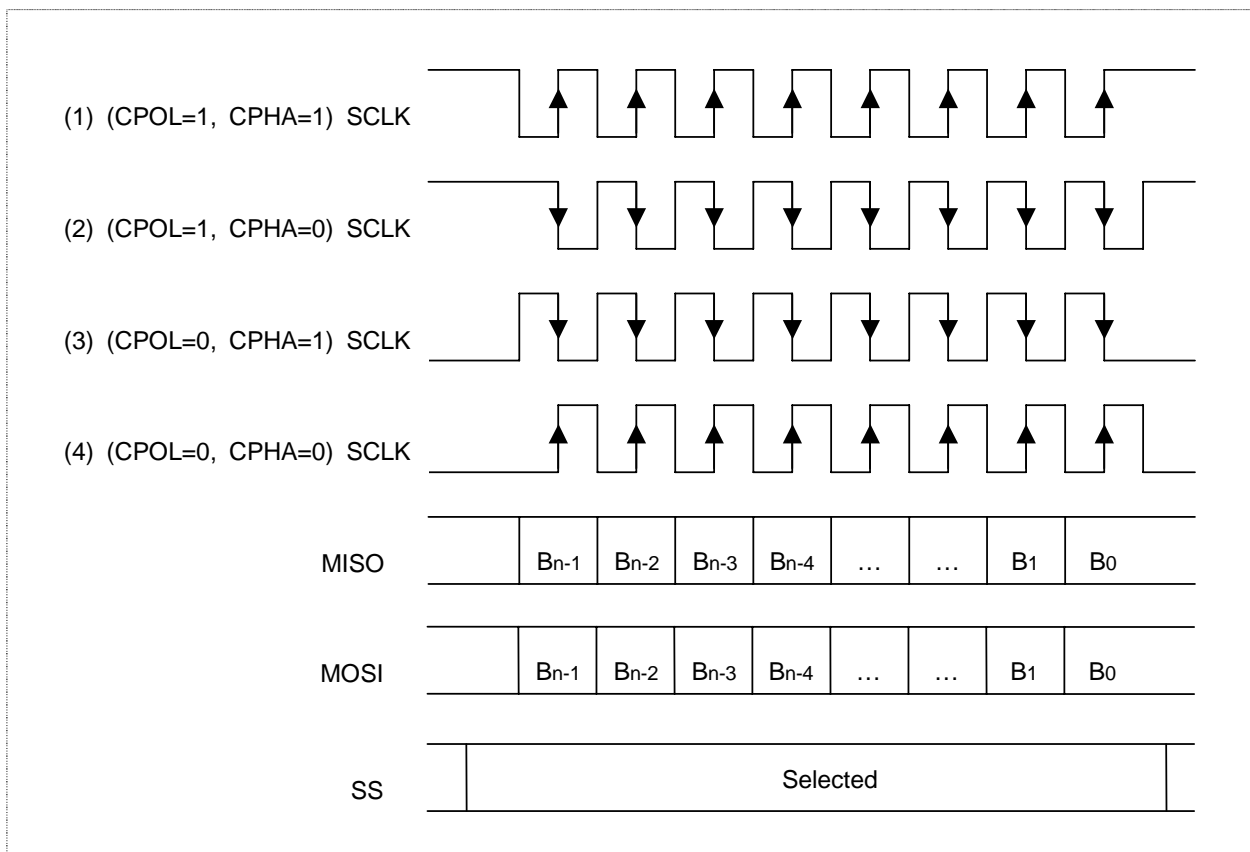 (1) (CPOL=1, CPHA=1) SCLK
(2) (CPOL=1, CPHA=0) SCLK
(3) (CPOL=0, CPHA=1) SCLK
(4) (CPOL=0, CPHA=0) SCLK
MISO Bn-1 Bn-2 Bn-3 Bn-4 … … B1 B0
MOSI Bn-1 Bn-2 Bn-3 Bn-4 … … B1 B0
SS Selected